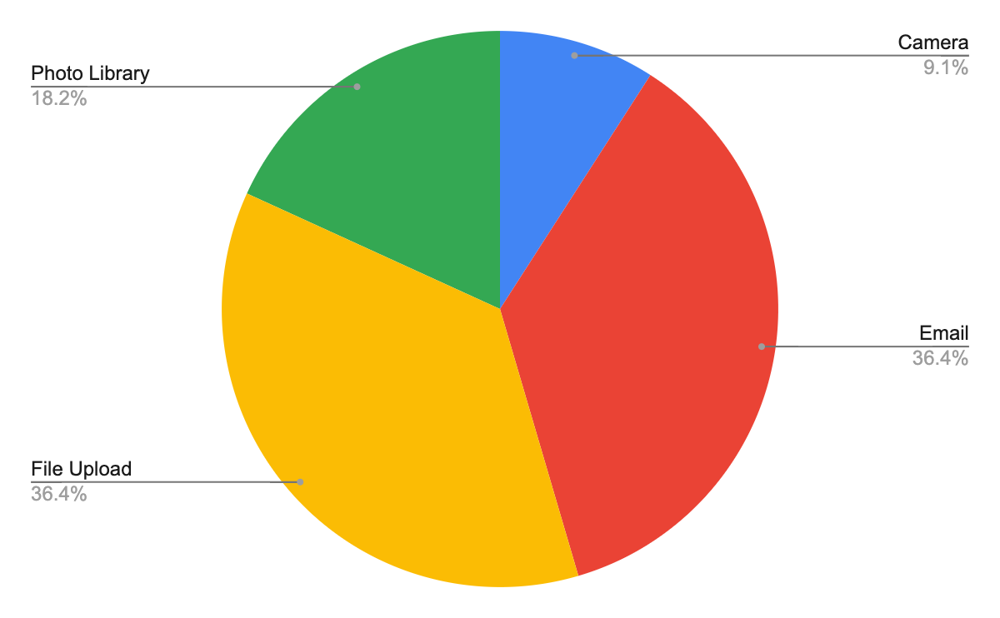 Camera
9.1%
Photo Library
18.2%
Email
36.4%
File Upload
36.4%